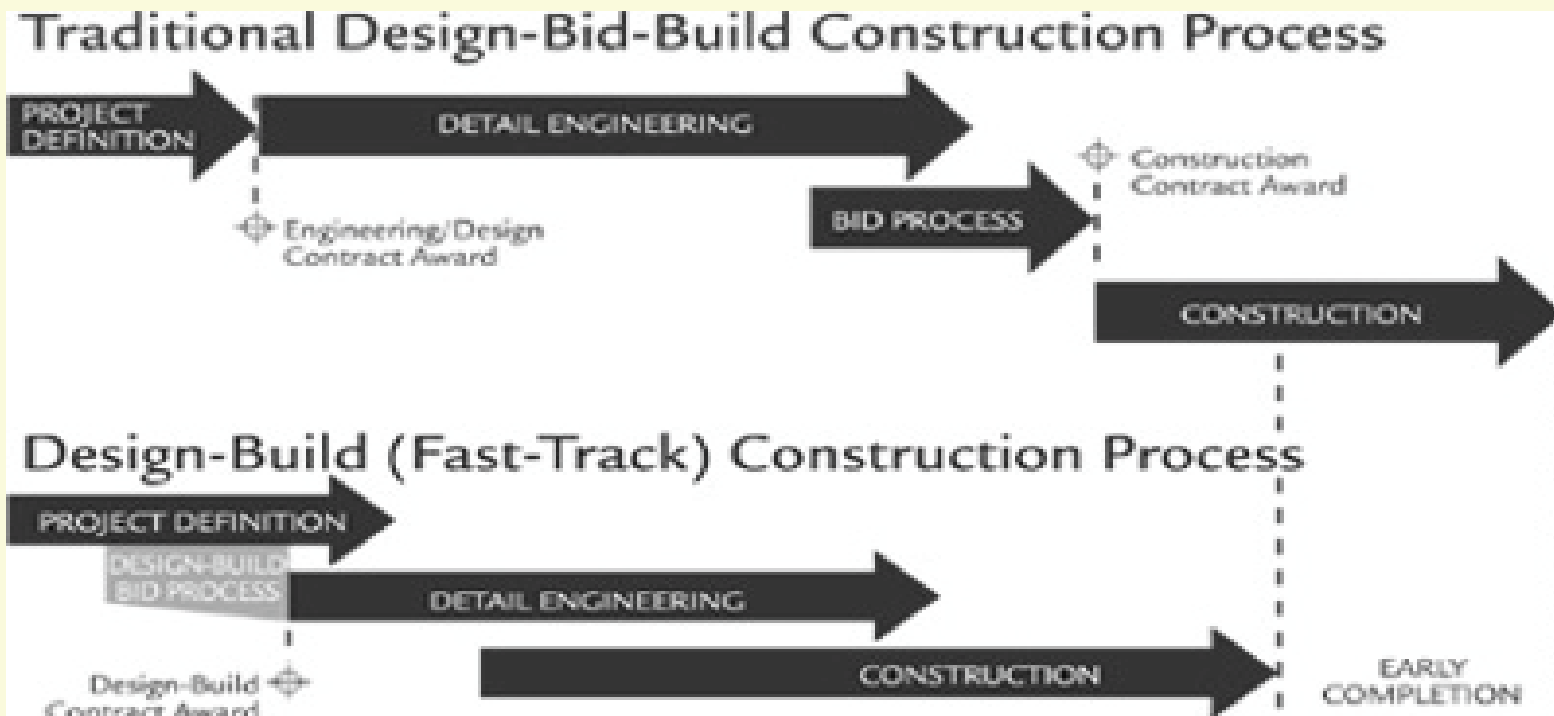 Traditional Design-Bid-Build Construction Process
PROJECT
DEFINITION
DETAIL ENGINEERING
Construction
Contract Award
BID PROCESS
Engineering/Design
Contract Award
CONSTRUCTION
Design-Build (Fast-Track) Construction Process
PROJECT DEFINITION
DESIGN-BUILD
BID PROCESS
DETAIL ENGINEERING
CONSTRUCTION
EARLY
COMPLETION
Design-Build
Contract Award